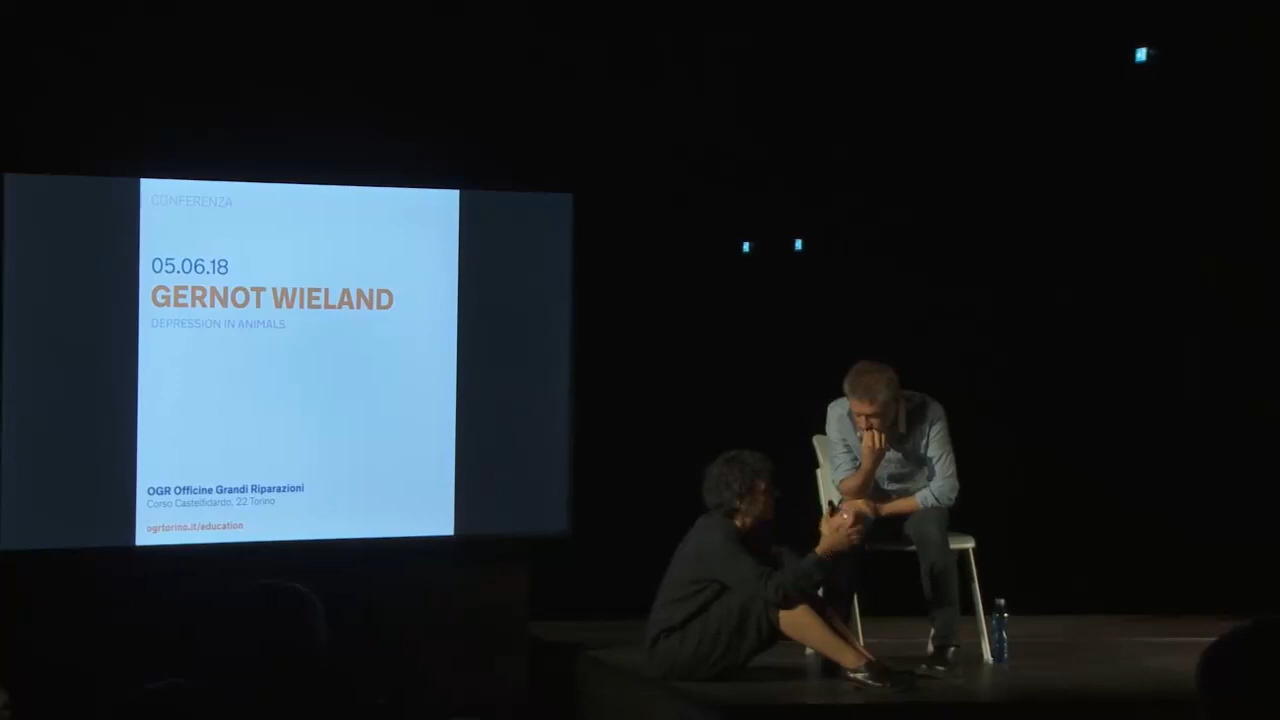 CONFERENZA
05.06.18
GERNOT WIELAND
DEPRESSION IN ANIMALS
OGR Officine Grandi Riparazioni
Corso Castelfidardo, 22 Torino
ogrtorino.it/education